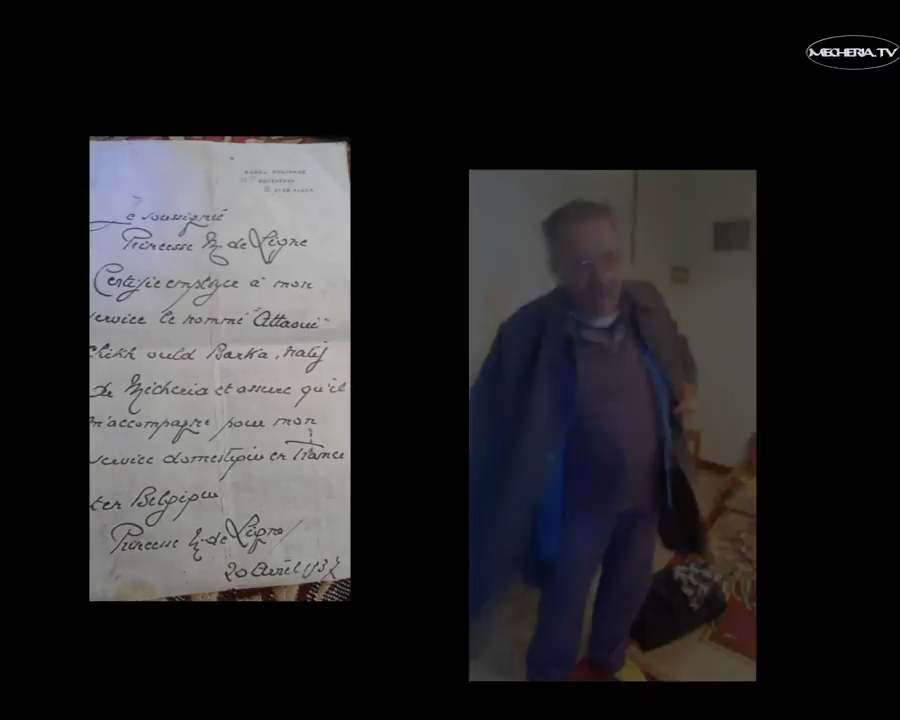 MECHERIA.TV
Je soussigné
Princesse M. de Ligne
Certifie employer à mon
service le nommé "Attaoui"
Chikh ould Barka, natif
de Mécheria et assure qu'il
m'accompagne pour mon
service domestique en France
et en Belgique
Princesse M. de Ligne
20 Avril 1937